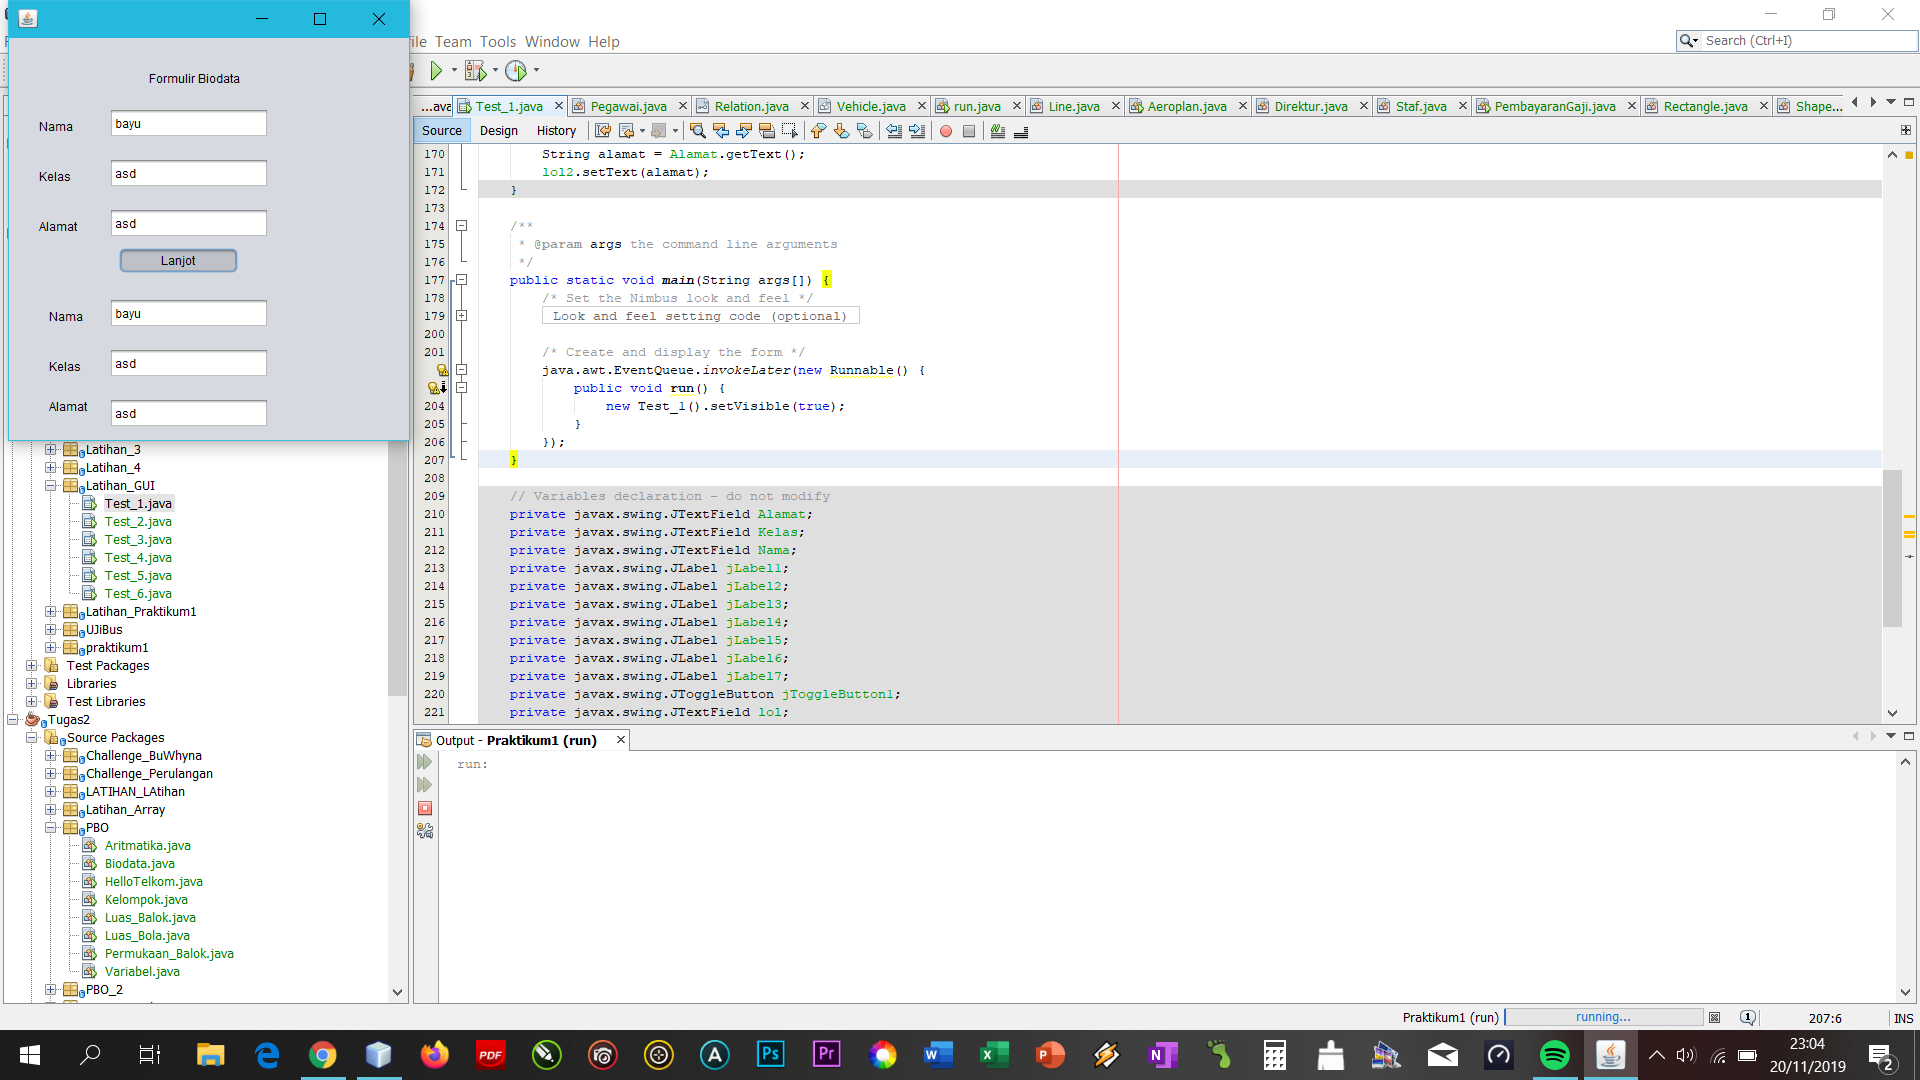 Formulir Biodata
Nama
bayu
Kelas
asd
Alamat
asd
Lanjot
Nama
bayu
Kelas
asd
Alamat
asd
Team Tools Window Help
Search (Ctrl+I)
...ava Test_1.java Pegawai.java Relation.java Vehicle.java run.java Line.java Aeroplan.java Direktur.java Staf.java PembayaranGaji.java Rectangle.java Shape...
Source Design History
170 String alamat = Alamat.getText();
171 lol2.setText(alamat);
172 }
173
174 /**
175 * @param args the command line arguments
176 */
177 public static void main(String args[]) {
178 /* Set the Nimbus look and feel */
179 Look and feel setting code (optional)
200
201 /* Create and display the form */
java.awt.EventQueue.invokeLater(new Runnable() {
public void run() {
204 new Test_1().setVisible(true);
205 }
206 });
207 }
208
209 // Variables declaration - do not modify
210 private javax.swing.JTextField Alamat;
211 private javax.swing.JTextField Kelas;
212 private javax.swing.JTextField Nama;
213 private javax.swing.JLabel jLabel1;
214 private javax.swing.JLabel jLabel2;
215 private javax.swing.JLabel jLabel3;
216 private javax.swing.JLabel jLabel4;
217 private javax.swing.JLabel jLabel5;
218 private javax.swing.JLabel jLabel6;
219 private javax.swing.JLabel jLabel7;
220 private javax.swing.JToggleButton jToggleButton1;
221 private javax.swing.JTextField lol;
Latihan_3
Latihan_4
Latihan_GUI
Test_1.java
Test_2.java
Test_3.java
Test_4.java
Test_5.java
Test_6.java
Latihan_Praktikum1
UJiBus
praktikum1
Test Packages
Libraries
Test Libraries
Tugas2
Source Packages
Challenge_BuWhyna
Challenge_Perulangan
LATIHAN_LAtihan
Latihan_Array
PBO
Aritmatika.java
Biodata.java
HelloTelkom.java
Kelompok.java
Luas_Balok.java
Luas_Bola.java
Permukaan_Balok.java
Variabel.java
PBO_2
Output - Praktikum1 (run)
run:
Praktikum1 (run) running... 1 207:6 INS
PDF Ps Pr
23:04
20/11/2019
2